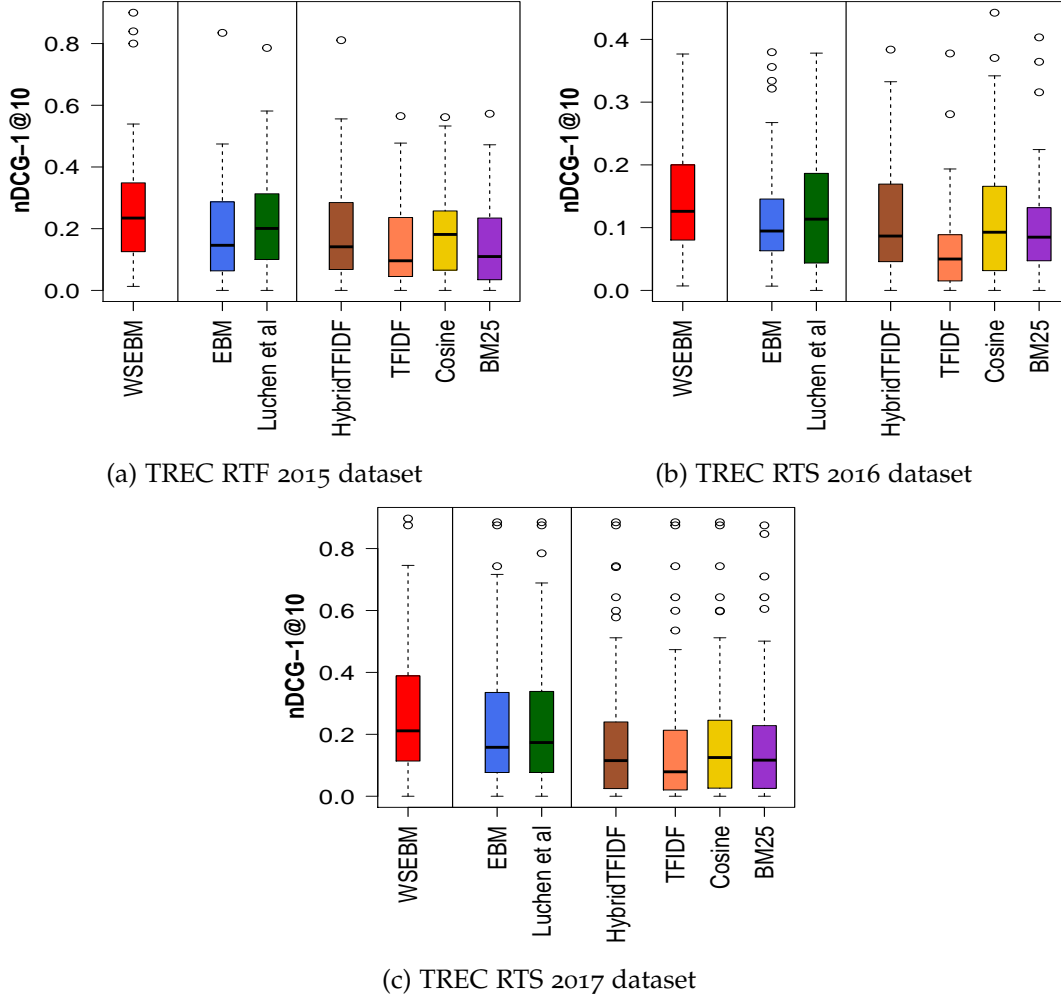 nDCG−1@10
0.8
0.6
0.4
0.2
0.0
WSEBM
EBM
Luchen et al
HybridTFIDF
TFIDF
Cosine
BM25
(a) TREC RTF 2015 dataset
nDCG−1@10
0.4
0.3
0.2
0.1
0.0
WSEBM
EBM
Luchen et al
HybridTFIDF
TFIDF
Cosine
BM25
(b) TREC RTS 2016 dataset
nDCG−1@10
0.8
0.6
0.4
0.2
0.0
WSEBM
EBM
Luchen et al
HybridTFIDF
TFIDF
Cosine
BM25
(c) TREC RTS 2017 dataset